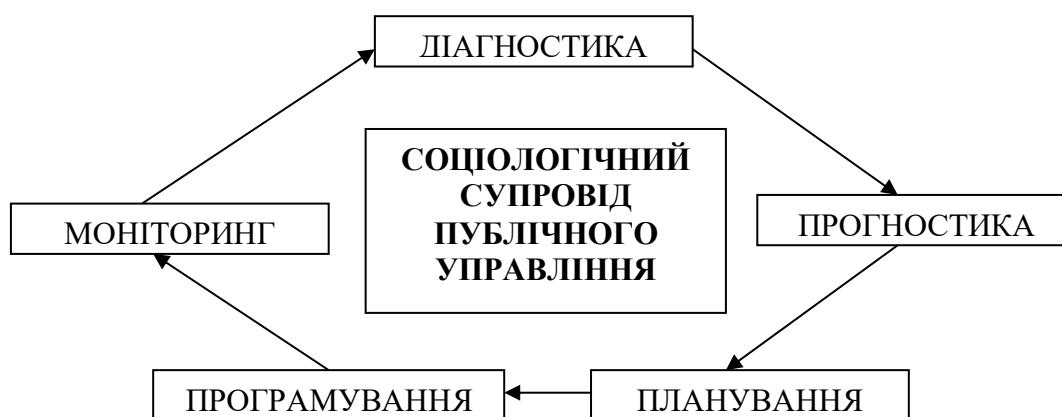 ДІАГНОСТИКА
СОЦІОЛОГІЧНИЙ
СУПРОВІД
ПУБЛІЧНОГО
УПРАВЛІННЯ
МОНІТОРИНГ
ПРОГНОСТИКА
ПРОГРАМУВАННЯ
ПЛАНУВАННЯ